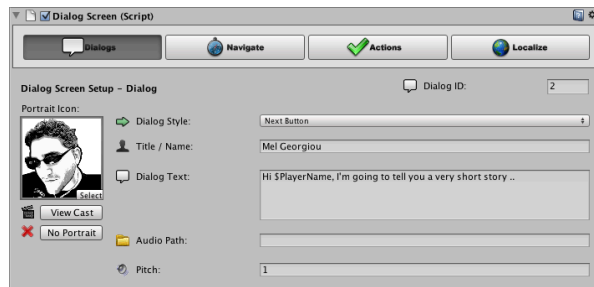 Dialog Screen (Script)
Dialogs Navigate Actions Localize
Dialog Screen Setup - Dialog Dialog ID: 2
Portrait Icon:
Dialog Style: Next Button
Title / Name: Mel Georgiou
Dialog Text: Hi $PlayerName, I'm going to tell you a very short story ..
Select
View Cast
No Portrait
Audio Path:
Pitch: 1